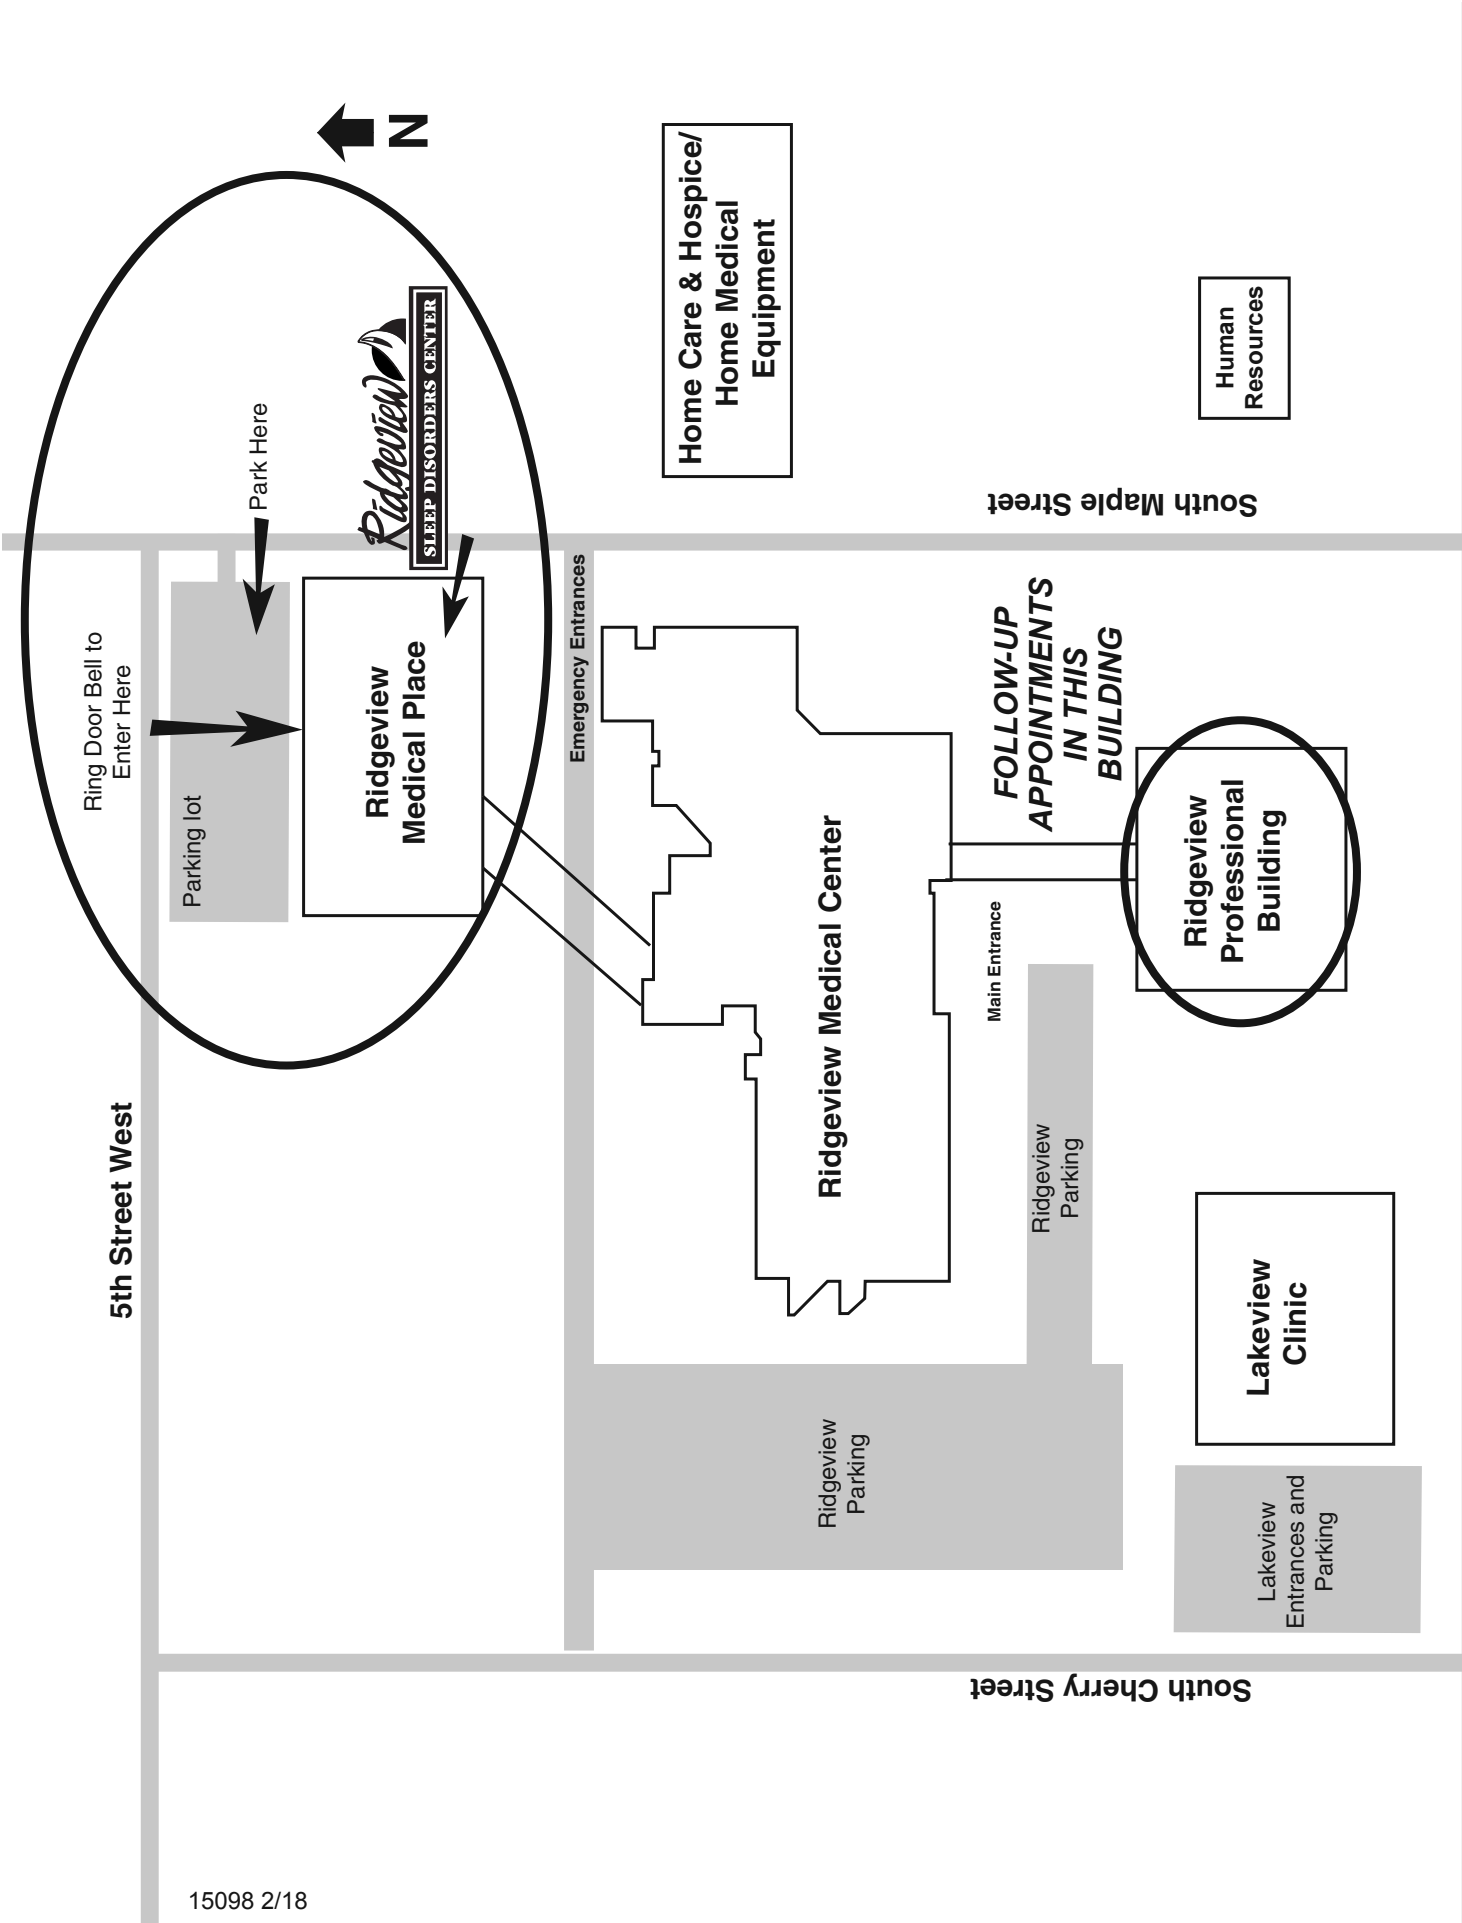 N
Ring Door Bell to
Enter Here
Park Here
Parking lot
Ridgeview
SLEEP DISORDERS CENTER
Ridgeview
Medical Place
5th Street West
Emergency Entrances
Home Care & Hospice/
Home Medical
Equipment
Ridgeview Medical Center
South Maple Street
FOLLOW-UP
APPOINTMENTS
IN THIS
BUILDING
Main Entrance
Ridgeview
Parking
Ridgeview
Parking
Human
Resources
Ridgeview
Professional
Building
Lakeview
Clinic
Lakeview
Entrances and
Parking
South Cherry Street
15098 2/18